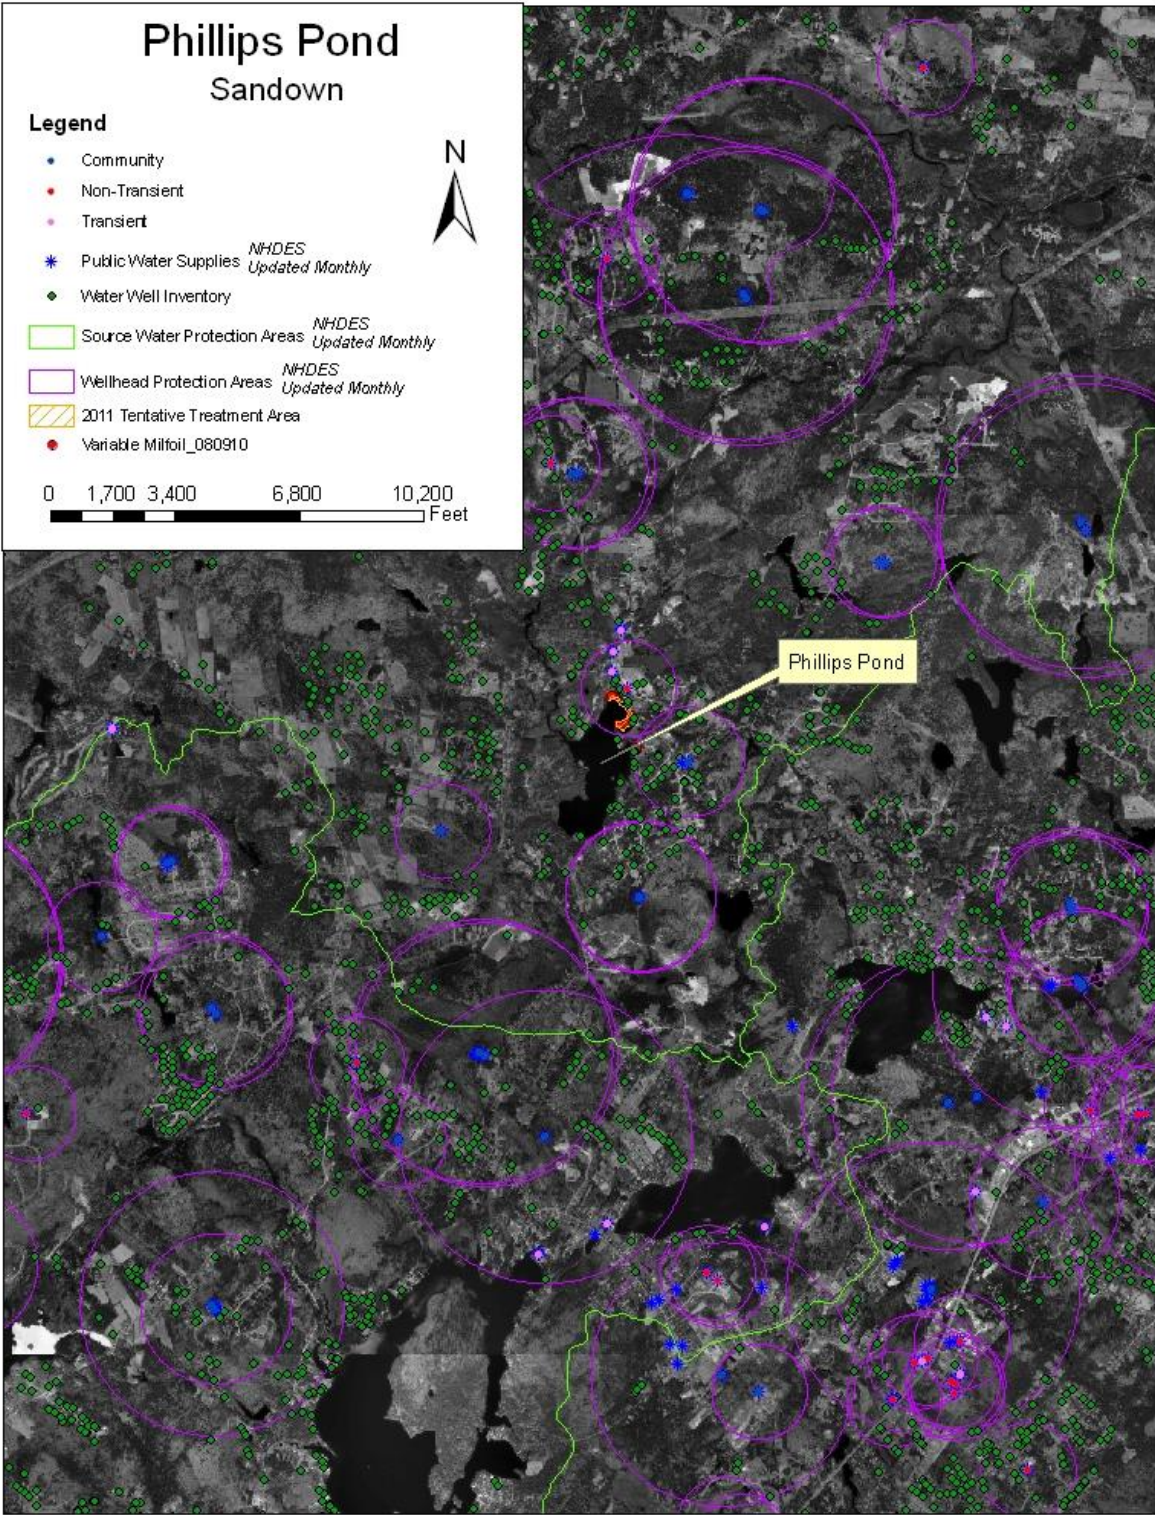 Phillips Pond
Sandown
Legend
N
Community
Non-Transient
Transient
Public Water Supplies NHDES
Updated Monthly
Water Well Inventory
Source Water Protection Areas NHDES
Updated Monthly
Wellhead Protection Areas NHDES
Updated Monthly
2011 Tentative Treatment Area
Variable Milfoil_080910
0 1,700 3,400 6,800 10,200
Feet
Phillips Pond